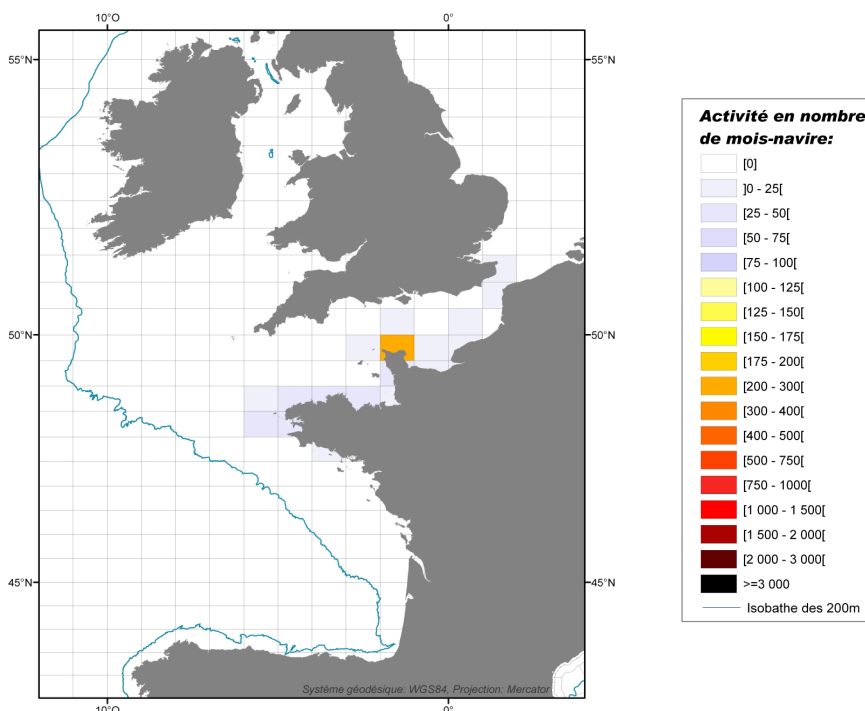 10°O 0°
55°N 55°N
50°N 50°N
45°N 45°N
Système géodésique: WGS84, Projection: Mercator
10°O 0°
Activité en nombre
de mois-navire:
[0]
]0 - 25[
[25 - 50[
[50 - 75[
[75 - 100[
[100 - 125[
[125 - 150[
[150 - 175[
[175 - 200[
[200 - 300[
[300 - 400[
[400 - 500[
[500 - 750[
[750 - 1000[
[1 000 - 1 500[
[1 500 - 2 000[
[2 000 - 3 000[
>=3 000
Isobathe des 200m